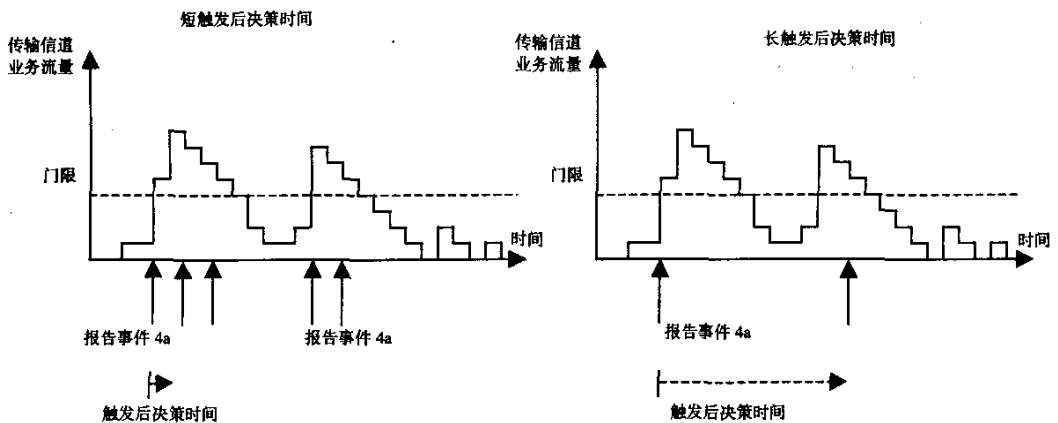 短触发后决策时间
传输信道
业务流量
门限
时间
报告事件 4a
报告事件 4a
触发后决策时间
长触发后决策时间
传输信道
业务流量
门限
时间
报告事件 4a
触发后决策时间